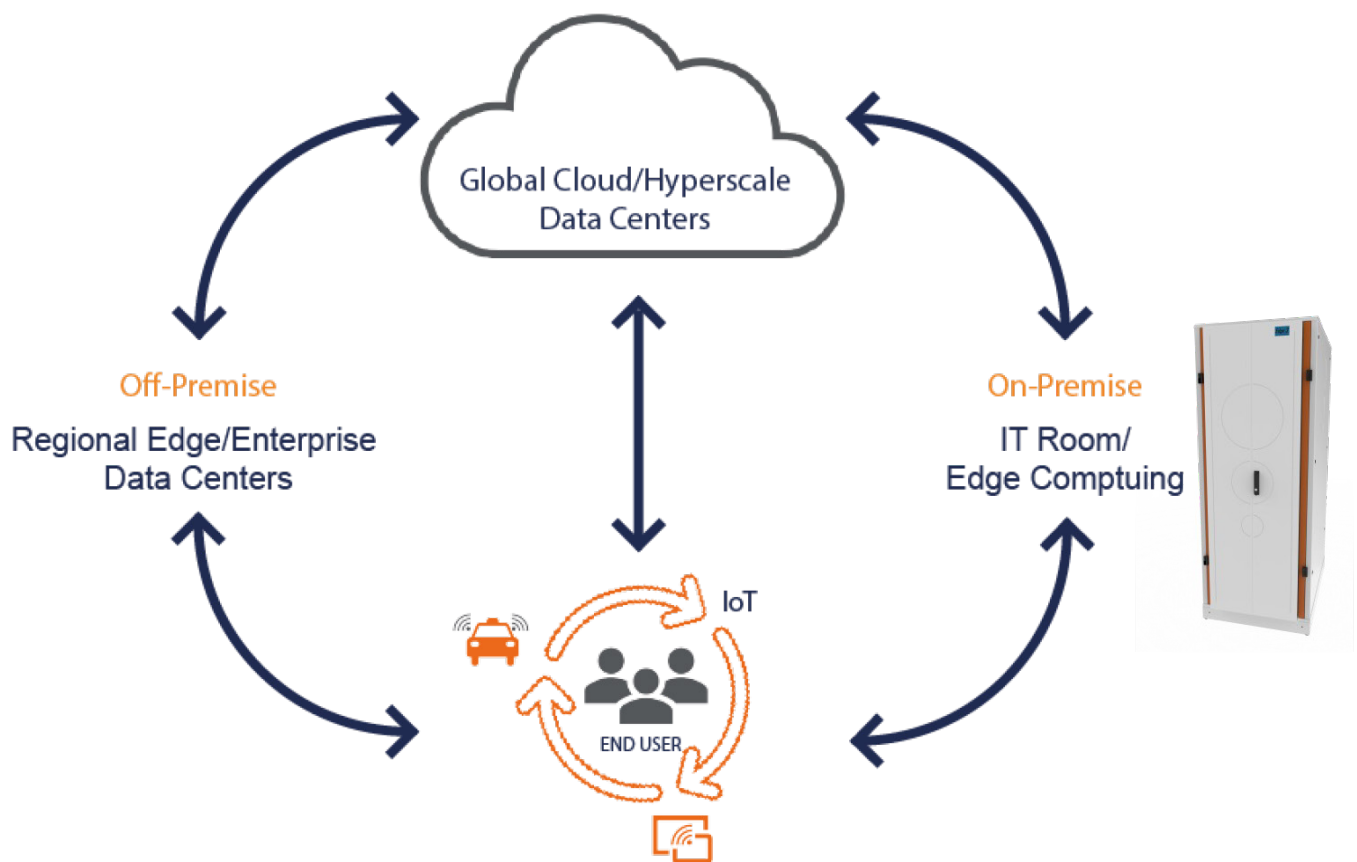 Global Cloud/Hyperscale
Data Centers
Off-Premise
Regional Edge/Enterprise
Data Centers
On-Premise
IT Room/
Edge Comptuing
IoT
END USER